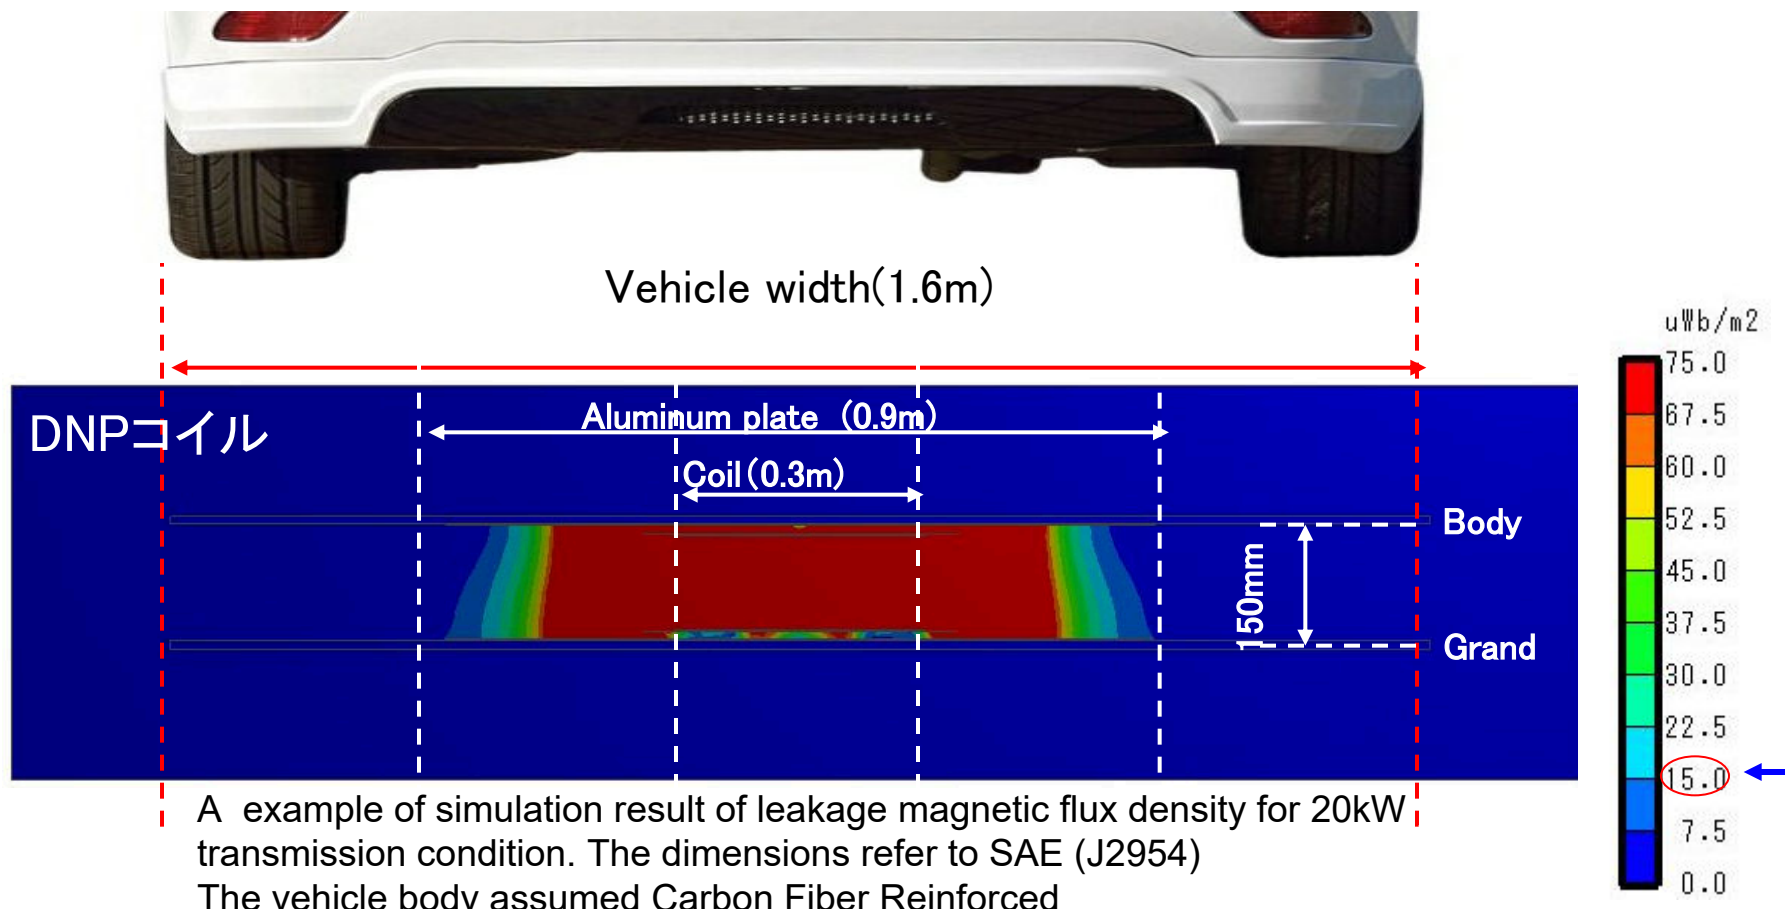 Vehicle width(1.6m)
DNPコイル
Aluminum plate (0.9m)
Coil(0.3m)
Body
150mm
Grand
uWb/m2
75.0
67.5
60.0
52.5
45.0
37.5
30.0
22.5
15.0
7.5
0.0
A example of simulation result of leakage magnetic flux density for 20kW
transmission condition. The dimensions refer to SAE (J2954)
The vehicle body assumed Carbon Fiber Reinforced